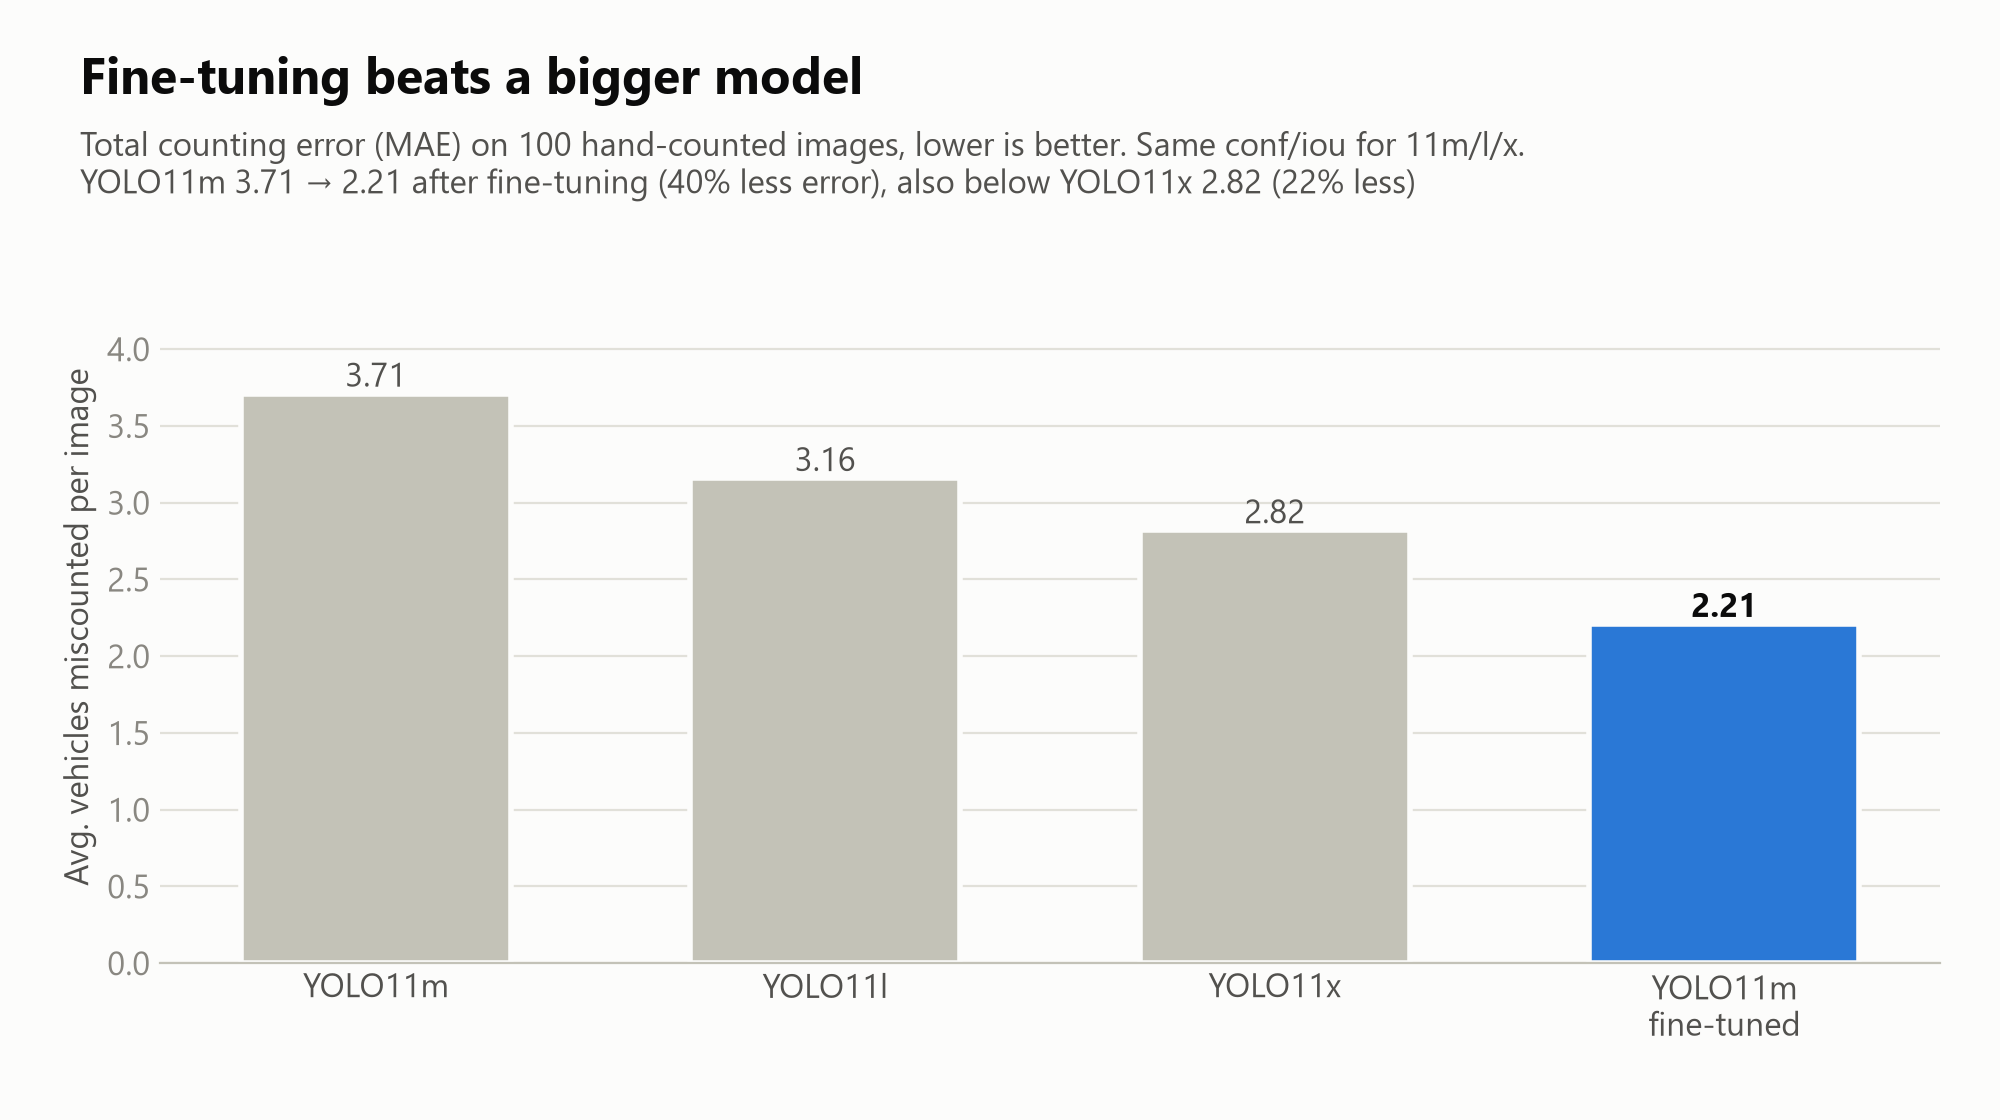 Fine-tuning beats a bigger model
Total counting error (MAE) on 100 hand-counted images, lower is better. Same conf/iou for 11m/l/x.
YOLO11m 3.71 → 2.21 after fine-tuning (40% less error), also below YOLO11x 2.82 (22% less)
Avg. vehicles miscounted per image
4.0
3.5
3.0
2.5
2.0
1.5
1.0
0.5
0.0
3.71
3.16
2.82
2.21
YOLO11m
YOLO11l
YOLO11x
YOLO11m
fine-tuned